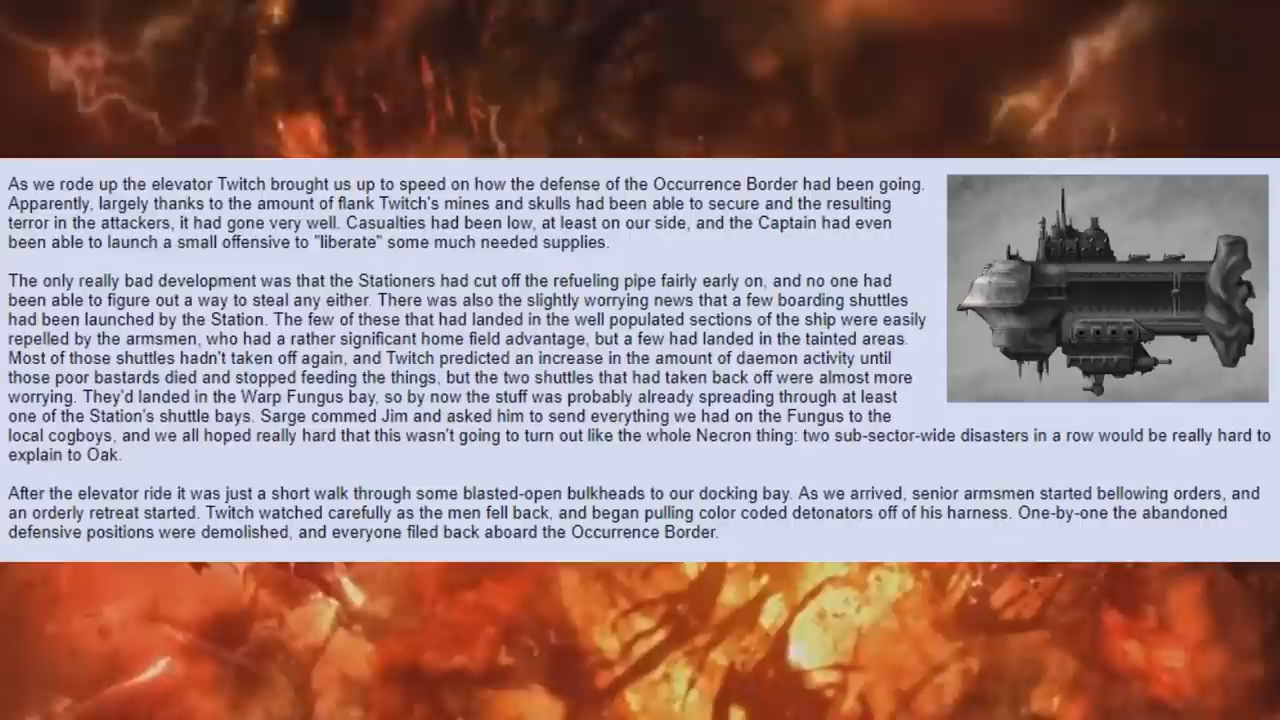 As we rode up the elevator Twitch brought us up to speed on how the defense of the Occurrence Border had been going.
Apparently, largely thanks to the amount of flank Twitch's mines and skulls had been able to secure and the resulting
terror in the attackers, it had gone very well. Casualties had been low, at least on our side, and the Captain had even
been able to launch a small offensive to "liberate" some much needed supplies.
The only really bad development was that the Stationers had cut off the refueling pipe fairly early on, and no one had
been able to figure out a way to steal any either. There was also the slightly worrying news that a few boarding shuttles
had been launched by the Station. The few of these that had landed in the well populated sections of the ship were easily
repelled by the armsmen, who had a rather significant home field advantage, but a few had landed in the tainted areas.
Most of those shuttles hadn't taken off again, and Twitch predicted an increase in the amount of daemon activity until
those poor bastards died and stopped feeding the things, but the two shuttles that had taken back off were almost more
worrying. They'd landed in the Warp Fungus bay, so by now the stuff was probably already spreading through at least
one of the Station's shuttle bays. Sarge commed Jim and asked him to send everything we had on the Fungus to the
local cogboys, and we all hoped really hard that this wasn't going to turn out like the whole Necron thing: two sub-sector-wide disasters in a row would be really hard to
explain to Oak.
After the elevator ride it was just a short walk through some blasted-open bulkheads to our docking bay. As we arrived, senior armsmen started bellowing orders, and
an orderly retreat started. Twitch watched carefully as the men fell back, and began pulling color coded detonators off of his harness. One-by-one the abandoned
defensive positions were demolished, and everyone filed back aboard the Occurrence Border.